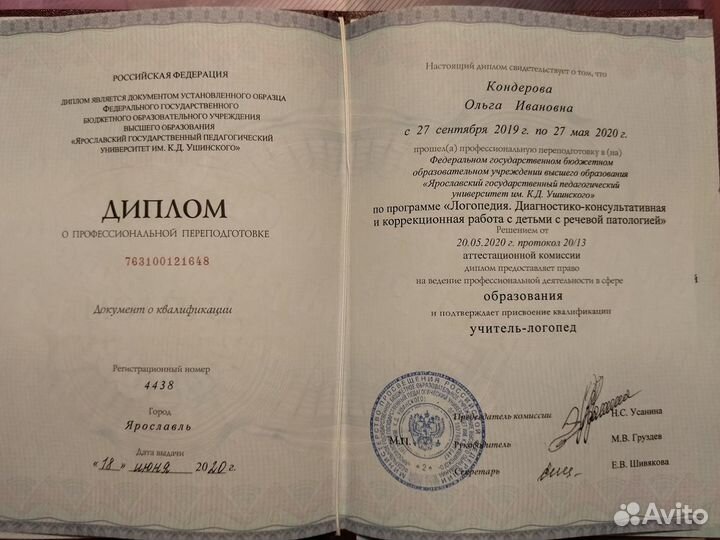 РОССИЙСКАЯ ФЕДЕРАЦИЯ
ДИПЛОМ ЯВЛЯЕТСЯ ДОКУМЕНТОМ УСТАНОВЛЕННОГО ОБРАЗЦА
ФЕДЕРАЛЬНОГО ГОСУДАРСТВЕННОГО
БЮДЖЕТНОГО ОБРАЗОВАТЕЛЬНОГО УЧРЕЖДЕНИЯ
ВЫСШЕГО ОБРАЗОВАНИЯ
«ЯРОСЛАВСКИЙ ГОСУДАРСТВЕННЫЙ ПЕДАГОГИЧЕСКИЙ
УНИВЕРСИТЕТ ИМ. К.Д. УШИНСКОГО»
ДИПЛОМ
О ПРОФЕССИОНАЛЬНОЙ ПЕРЕПОДГОТОВКЕ
763100121648
Документ о квалификации
Регистрационный номер
4438
Город
Ярославль
Дата выдачи
«18» июня 2020 г.
Настоящий диплом свидетельствует о том, что
Кондерова
Ольга Ивановна
с 27 сентября 2019 г. по 27 мая 2020 г.
прошел(а) профессиональную переподготовку в (на)
Федеральном государственном бюджетном
образовательном учреждении высшего образования
«Ярославский государственный педагогический
университет им. К.Д. Ушинского»
по программе «Логопедия. Диагностико-консультативная
и коррекционная работа с детьми с речевой патологией»
Решением от
20.05.2020 г. протокол 20/13
аттестационной комиссии
диплом предоставляет право
на ведение профессиональной деятельности в сфере
образования
и подтверждает присвоение квалификации
учитель-логопед
Председатель комиссии Н.С. Усанина
М.П. Руководитель М.В. Груздев
Секретарь Е.В. Шивякова
Avito